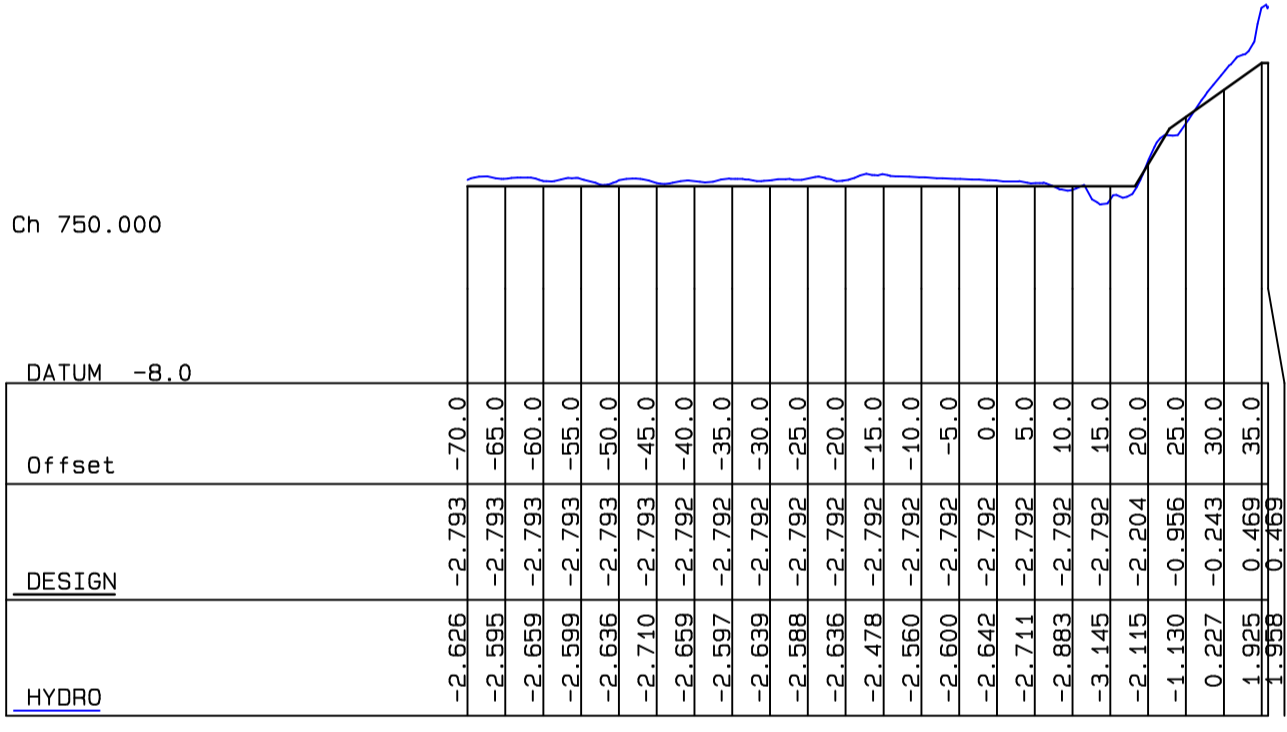 Ch 750.000
DATUM -8.0
Offset -70.0 -65.0 -60.0 -55.0 -50.0 -45.0 -40.0 -35.0 -30.0 -25.0 -20.0 -15.0 -10.0 -5.0 0.0 5.0 10.0 15.0 20.0 25.0 30.0 35.0
DESIGN -2.793 -2.793 -2.793 -2.793 -2.793 -2.793 -2.792 -2.792 -2.792 -2.792 -2.792 -2.792 -2.792 -2.792 -2.792 -2.792 -2.792 -2.792 -2.204 -0.956 -0.243 0.469 0.469
HYDRO -2.626 -2.595 -2.659 -2.599 -2.636 -2.710 -2.659 -2.597 -2.639 -2.588 -2.636 -2.478 -2.560 -2.600 -2.642 -2.711 -2.883 -3.145 -2.115 -1.130 0.227 1.925 1.958